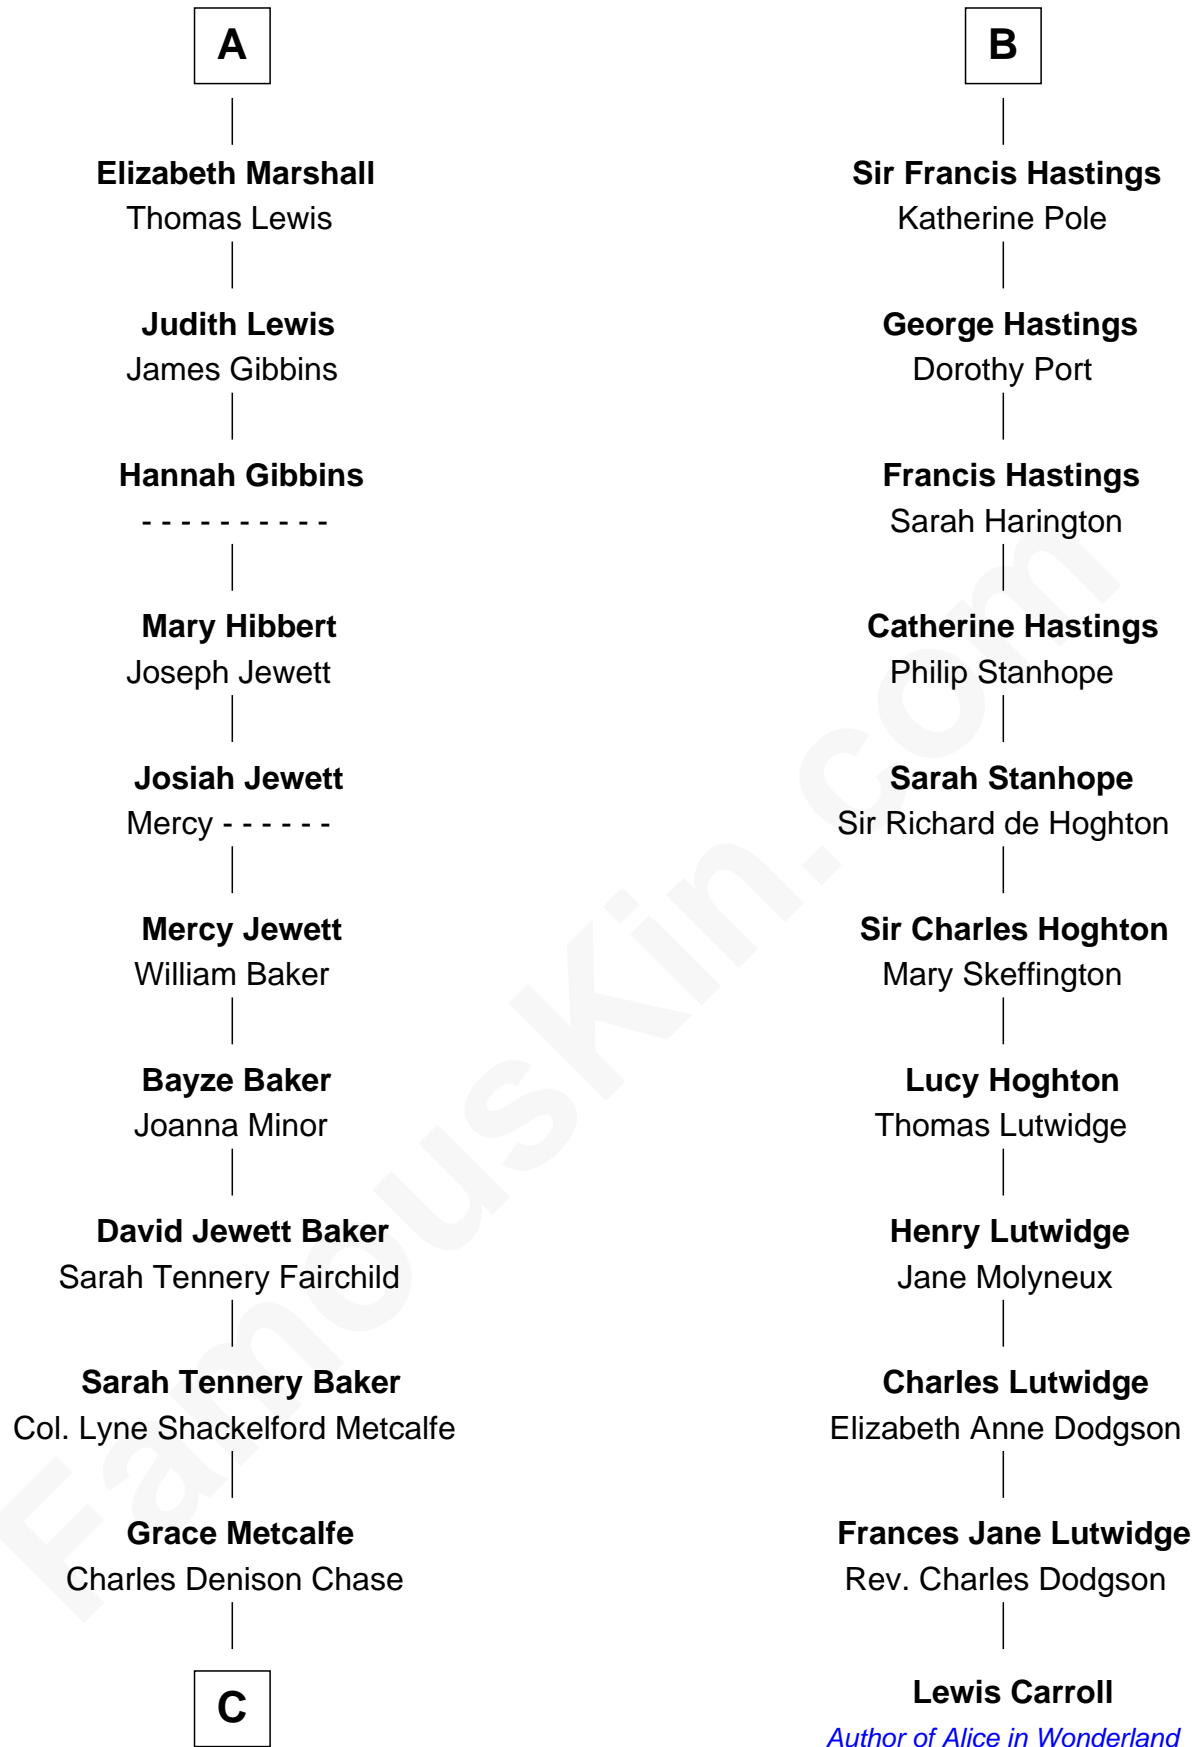 A
Elizabeth Marshall
Thomas Lewis
Judith Lewis
James Gibbins
Hannah Gibbins
- - - - - - - - - -
Mary Hibbert
Joseph Jewett
Josiah Jewett
Mercy - - - - - -
Mercy Jewett
William Baker
Bayze Baker
Joanna Minor
David Jewett Baker
Sarah Tennery Fairchild
Sarah Tennery Baker
Col. Lyne Shackelford Metcalfe
Grace Metcalfe
Charles Denison Chase
C
B
Sir Francis Hastings
Katherine Pole
George Hastings
Dorothy Port
Francis Hastings
Sarah Harington
Catherine Hastings
Philip Stanhope
Sarah Stanhope
Sir Richard de Hoghton
Sir Charles Hoghton
Mary Skeffington
Lucy Hoghton
Thomas Lutwidge
Henry Lutwidge
Jane Molyneux
Charles Lutwidge
Elizabeth Anne Dodgson
Frances Jane Lutwidge
Rev. Charles Dodgson
Lewis Carroll
Author of Alice in Wonderland
FamousKin.com